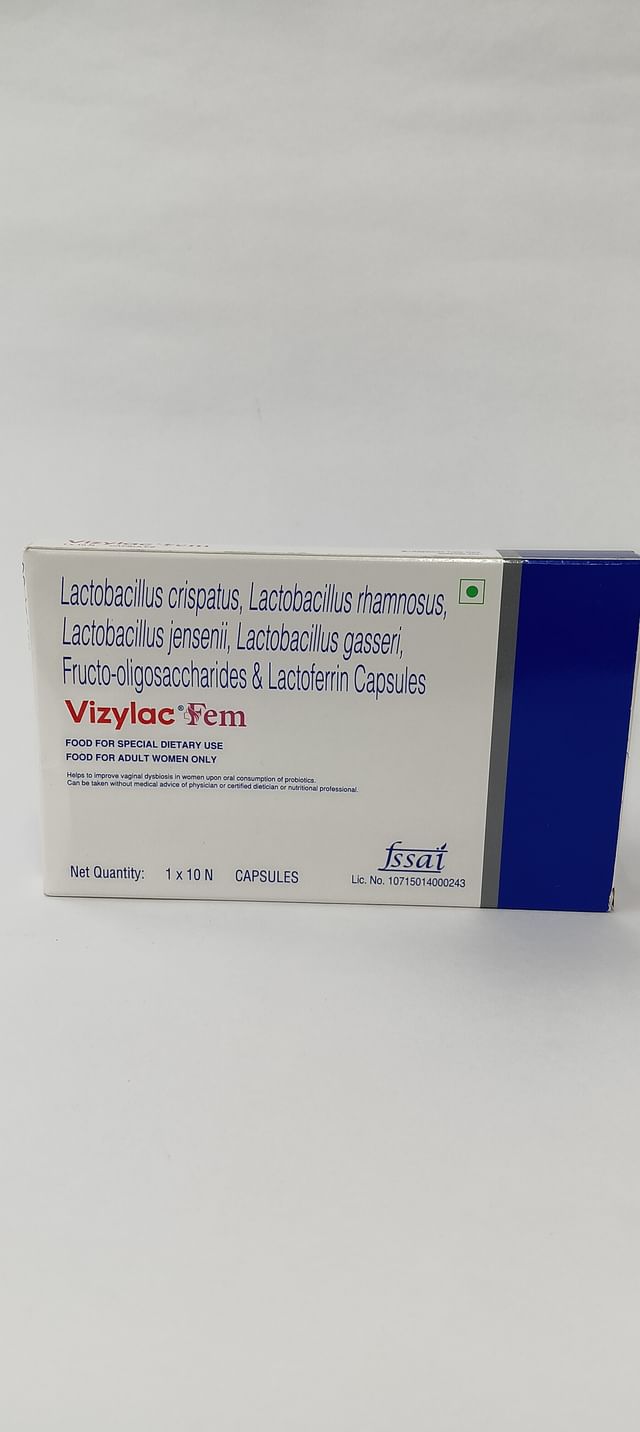 Vizylac Fem
Lactobacillus crispatus, Lactobacillus rhamnosus,
Lactobacillus jensenii, Lactobacillus gasseri,
Fructo-oligosaccharides & Lactoferrin Capsules
Vizylac® Fem
FOOD FOR SPECIAL DIETARY USE
FOOD FOR ADULT WOMEN ONLY
Helps to improve vaginal dysbiosis in women upon oral consumption of probiotics.
Can be taken without medical advice of physician or certified dietician or nutritional professional.
fssai
Net Quantity: 1 x 10 N CAPSULES
Lic. No. 10715014000243